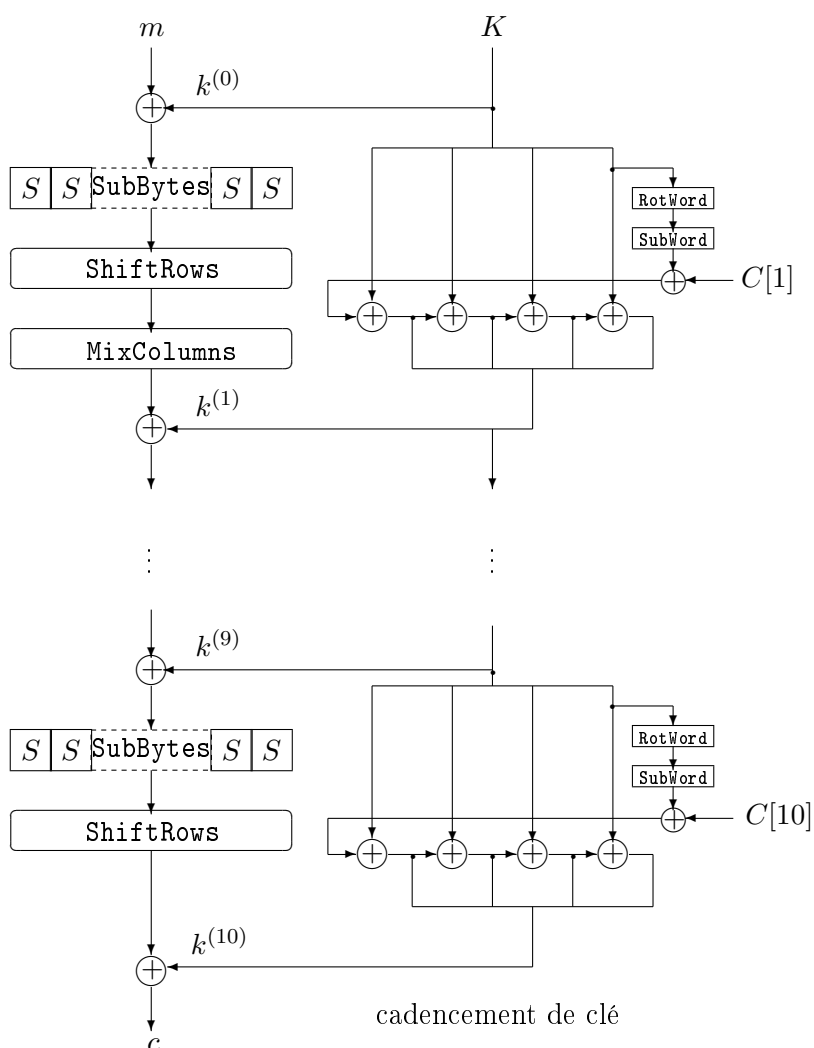 m K
k^{(0)}
S S SubBytes S S
RotWord
SubWord
ShiftRows
C[1]
MixColumns
k^{(1)}
⋮ ⋮
k^{(9)}
S S SubBytes S S
RotWord
SubWord
C[10]
ShiftRows
k^{(10)}
cadencement de clé
c